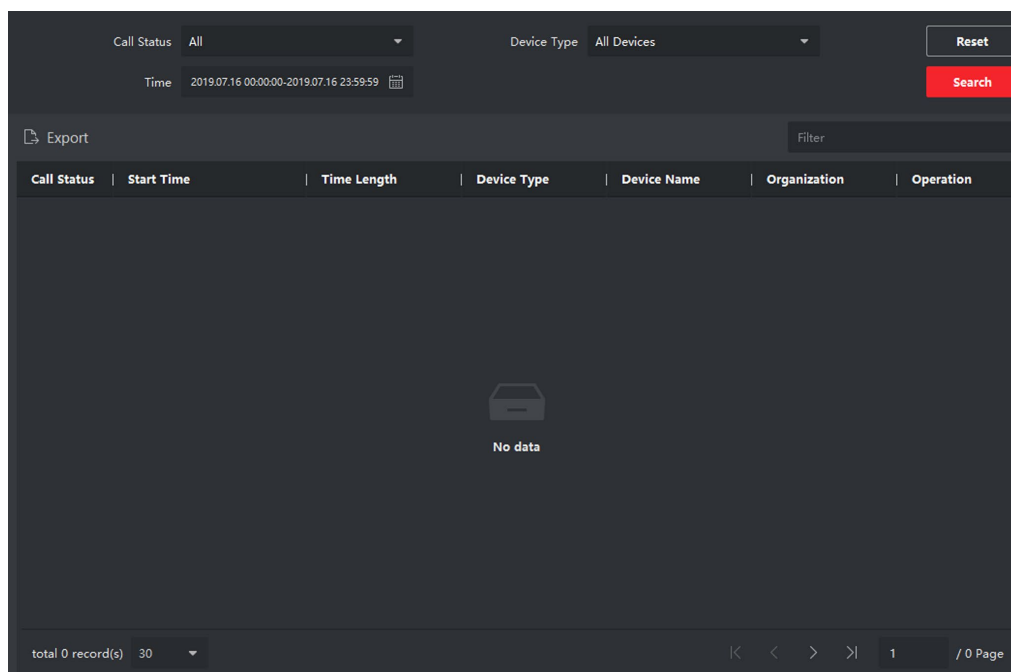 Call Status All Device Type All Devices Reset
Time 2019.07.16 00:00:00-2019.07.16 23:59:59 Search
Export Filter
Call Status | Start Time | Time Length | Device Type | Device Name | Organization | Operation
No data
total 0 record(s) 30 1 / 0 Page